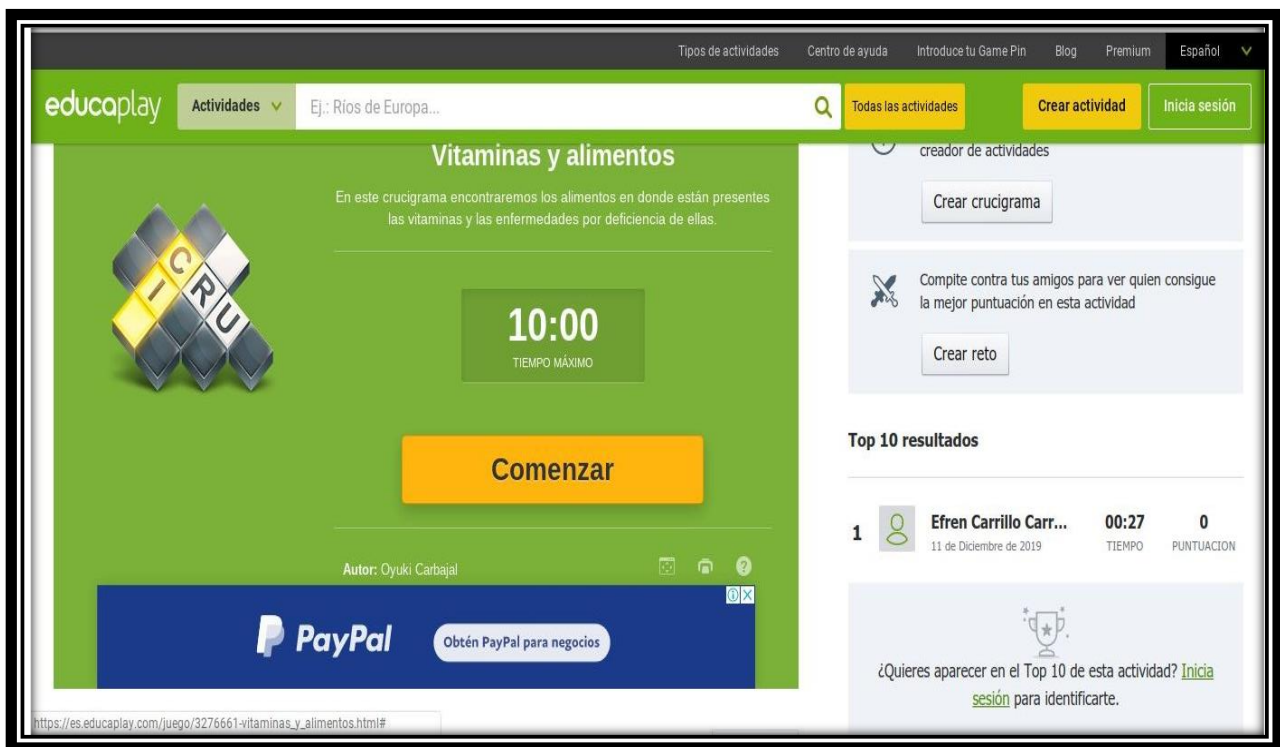 Tipos de actividades Centro de ayuda Introduce tu Game Pin Blog Premium Español
educaplay Actividades Ej.: Ríos de Europa... Todas las actividades Crear actividad Inicia sesión
Vitaminas y alimentos
En este crucigrama encontraremos los alimentos en donde están presentes
las vitaminas y las enfermedades por deficiencia de ellas.
C
I R
U
10:00
TIEMPO MÁXIMO
Comenzar
Autor: Oyuki Carbajal
PayPal Obtén PayPal para negocios
https://es.educaplay.com/juego/3276661-vitaminas_y_alimentos.html#
creador de actividades
Crear crucigrama
Compite contra tus amigos para ver quien consigue
la mejor puntuación en esta actividad
Crear reto
Top 10 resultados
1 Efren Carrillo Carr... 00:27 0
11 de Diciembre de 2019 TIEMPO PUNTUACION
¿Quieres aparecer en el Top 10 de esta actividad? Inicia
sesión para identificarte.